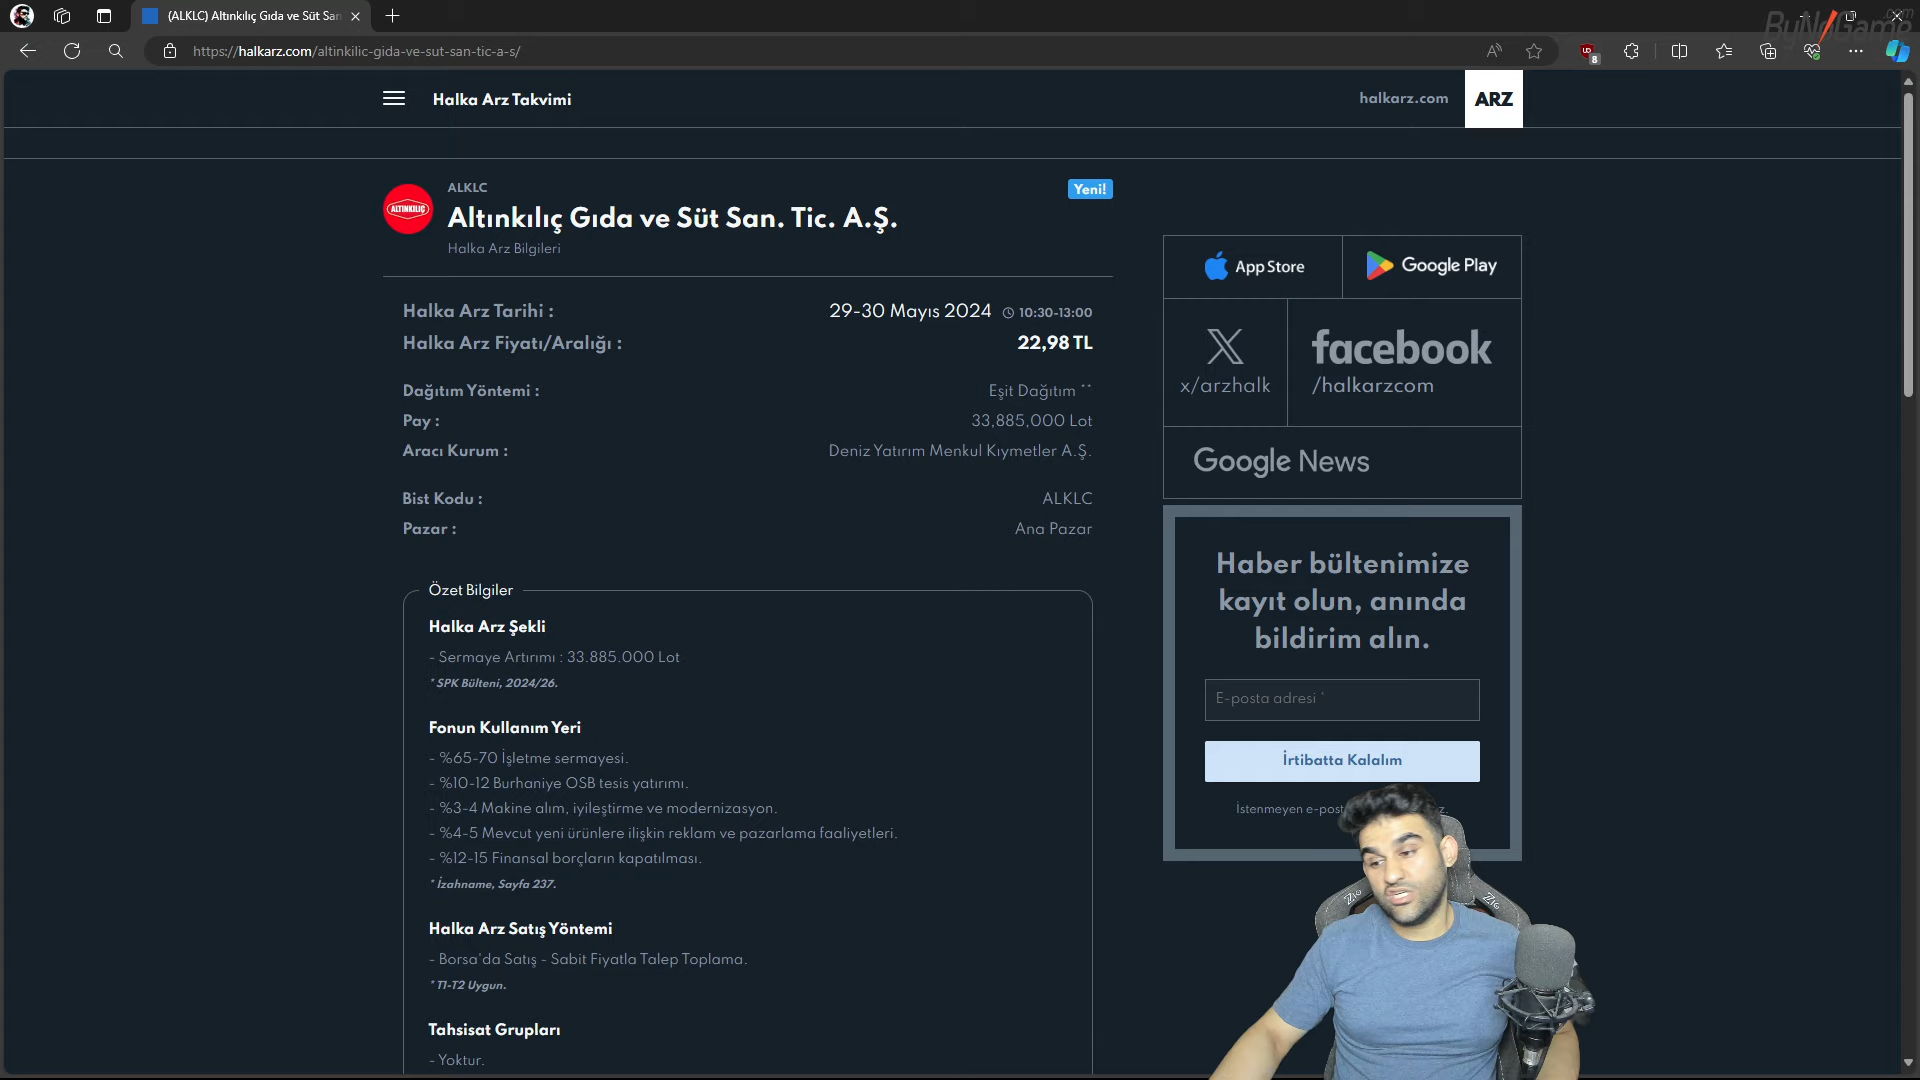 (ALKLC) Altınkılıç Gıda ve Süt San
ByNoGame.com
https://halkarz.com/altinkilic-gida-ve-sut-san-tic-a-s/
8
Halka Arz Takvimi
halkarz.com
ARZ
ALTINKILIÇ
ALKLC
Yeni!
Altınkılıç Gıda ve Süt San. Tic. A.Ş.
Halka Arz Bilgileri
Halka Arz Tarihi : 29-30 Mayıs 2024 10:30-13:00
Halka Arz Fiyatı/Aralığı : 22,98 TL
Dağıtım Yöntemi : Eşit Dağıtım **
Pay : 33,885,000 Lot
Aracı Kurum : Deniz Yatırım Menkul Kıymetler A.Ş.
Bist Kodu : ALKLC
Pazar : Ana Pazar
Özet Bilgiler
Halka Arz Şekli
- Sermaye Artırımı : 33.885.000 Lot
* SPK Bülteni, 2024/26.
Fonun Kullanım Yeri
- %65-70 İşletme sermayesi.
- %10-12 Burhaniye OSB tesis yatırımı.
- %3-4 Makine alım, iyileştirme ve modernizasyon.
- %4-5 Mevcut yeni ürünlere ilişkin reklam ve pazarlama faaliyetleri.
- %12-15 Finansal borçların kapatılması.
* İzahname, Sayfa 237.
Halka Arz Satış Yöntemi
- Borsa'da Satış - Sabit Fiyatla Talep Toplama.
* T1-T2 Uygun.
Tahsisat Grupları
- Yoktur.
App Store
Google Play
x/arzhalk
facebook
/halkarzcom
Google News
Haber bültenimize
kayıt olun, anında
bildirim alın.
E-posta adresi *
İrtibatta Kalalım
İstenmeyen